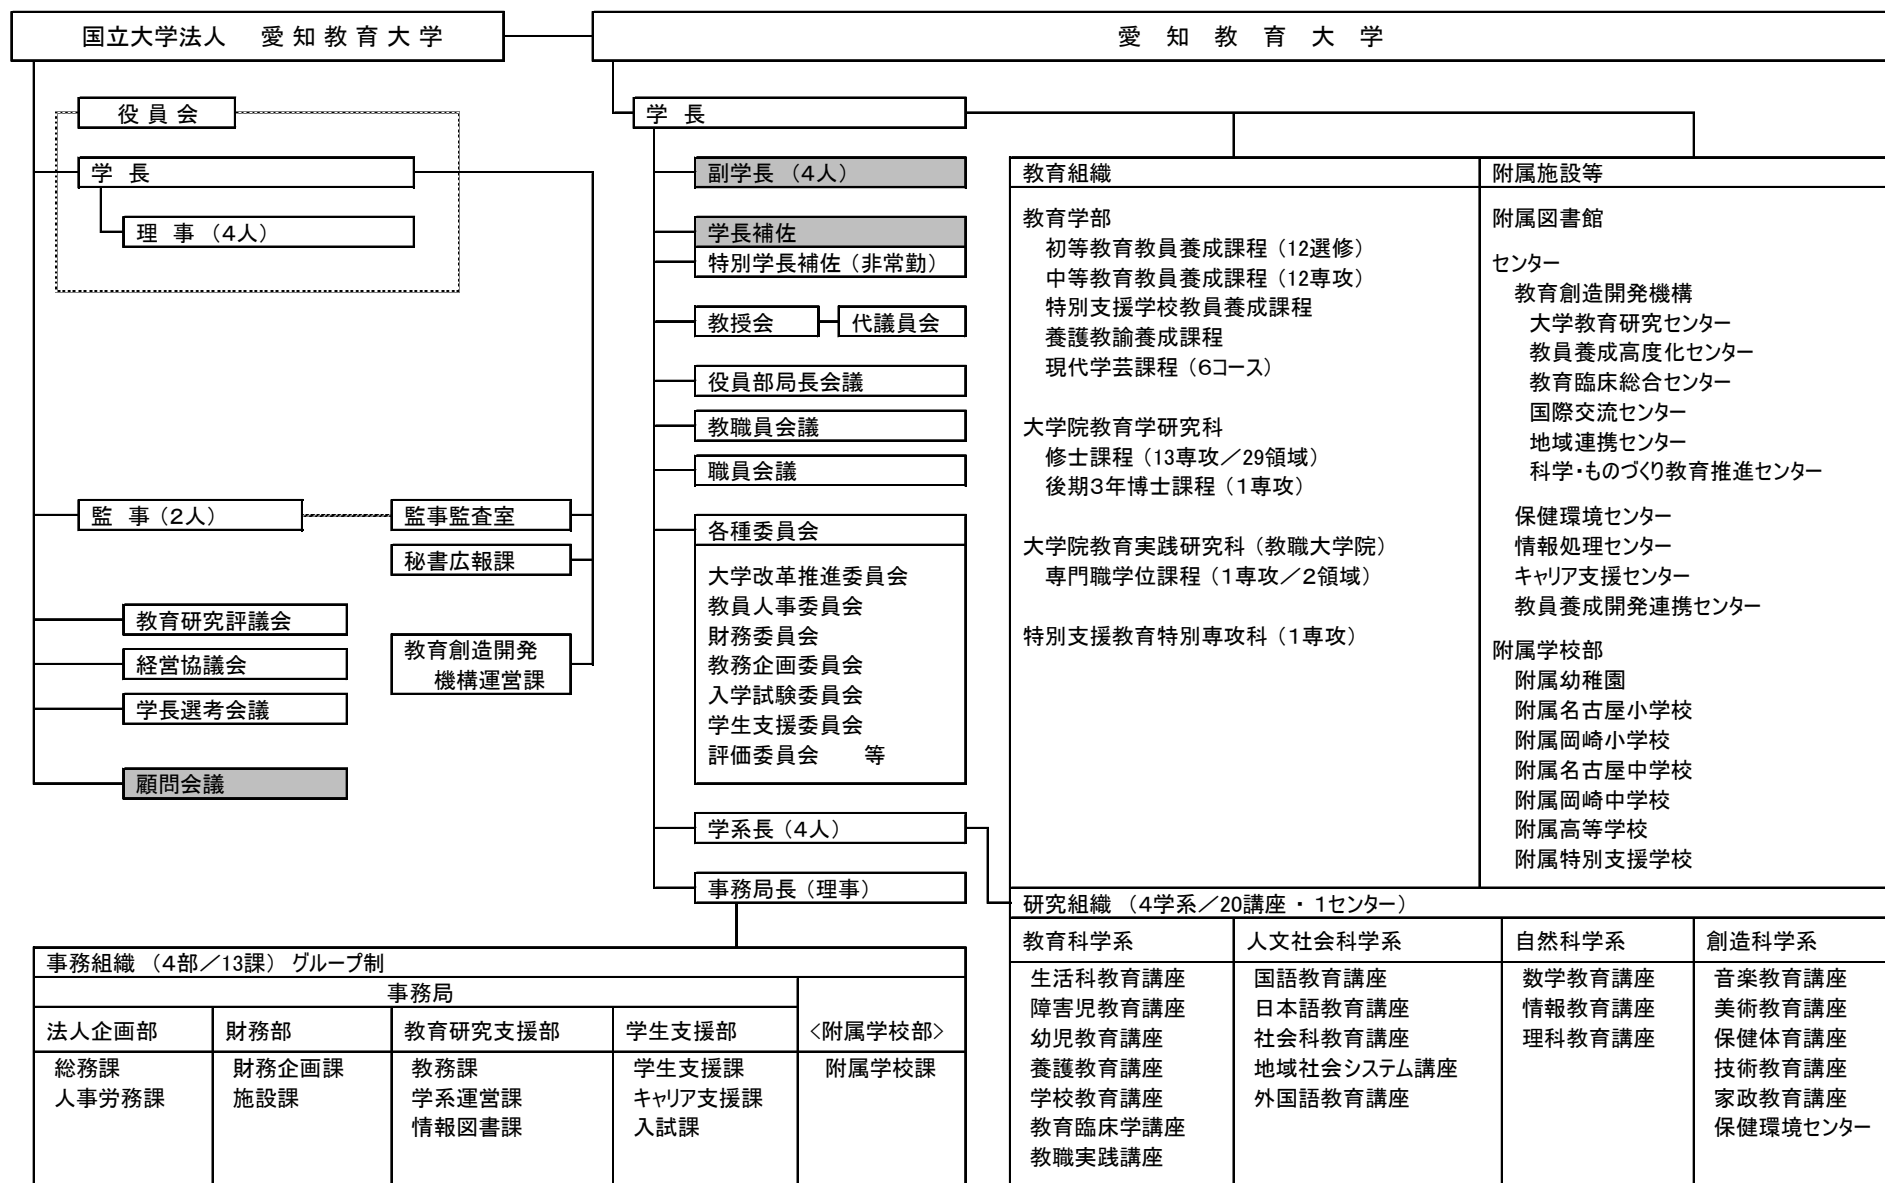 国立大学法人　愛知教育大学
愛知教育大学
役員会
学長
理事（4人）
監事（2人）
監事監査室
秘書広報課
教育創造開発
機構運営課
教育研究評議会
経営協議会
学長選考会議
顧問会議
学長
副学長（4人）
学長補佐
特別学長補佐（非常勤）
教授会
代議員会
役員部局長会議
教職員会議
職員会議
各種委員会
大学改革推進委員会
教員人事委員会
財務委員会
教務企画委員会
入学試験委員会
学生支援委員会
評価委員会　　等
学系長（4人）
事務局長（理事）
教育組織
教育学部
初等教育教員養成課程（12選修）
中等教育教員養成課程（12専攻）
特別支援学校教員養成課程
養護教諭養成課程
現代学芸課程（6コース）
大学院教育学研究科
修士課程（13専攻／29領域）
後期3年博士課程（1専攻）
大学院教育実践研究科（教職大学院）
専門職学位課程（1専攻／2領域）
特別支援教育特別専攻科（1専攻）
附属施設等
附属図書館
センター
教育創造開発機構
大学教育研究センター
教員養成高度化センター
教育臨床総合センター
国際交流センター
地域連携センター
科学・ものづくり教育推進センター
保健環境センター
情報処理センター
キャリア支援センター
教員養成開発連携センター
附属学校部
附属幼稚園
附属名古屋小学校
附属岡崎小学校
附属名古屋中学校
附属岡崎中学校
附属高等学校
附属特別支援学校
研究組織　（4学系／20講座・1センター）
教育科学系
生活科教育講座
障害児教育講座
幼児教育講座
養護教育講座
学校教育講座
教育臨床学講座
教職実践講座
人文社会科学系
国語教育講座
日本語教育講座
社会科教育講座
地域社会システム講座
外国語教育講座
自然科学系
数学教育講座
情報教育講座
理科教育講座
創造科学系
音楽教育講座
美術教育講座
保健体育講座
技術教育講座
家政教育講座
保健環境センター
事務組織　（4部／13課）　グループ制
事務局
法人企画部
総務課
人事労務課
財務部
財務企画課
施設課
教育研究支援部
教務課
学系運営課
情報図書課
学生支援部
学生支援課
キャリア支援課
入試課
<附属学校部>
附属学校課